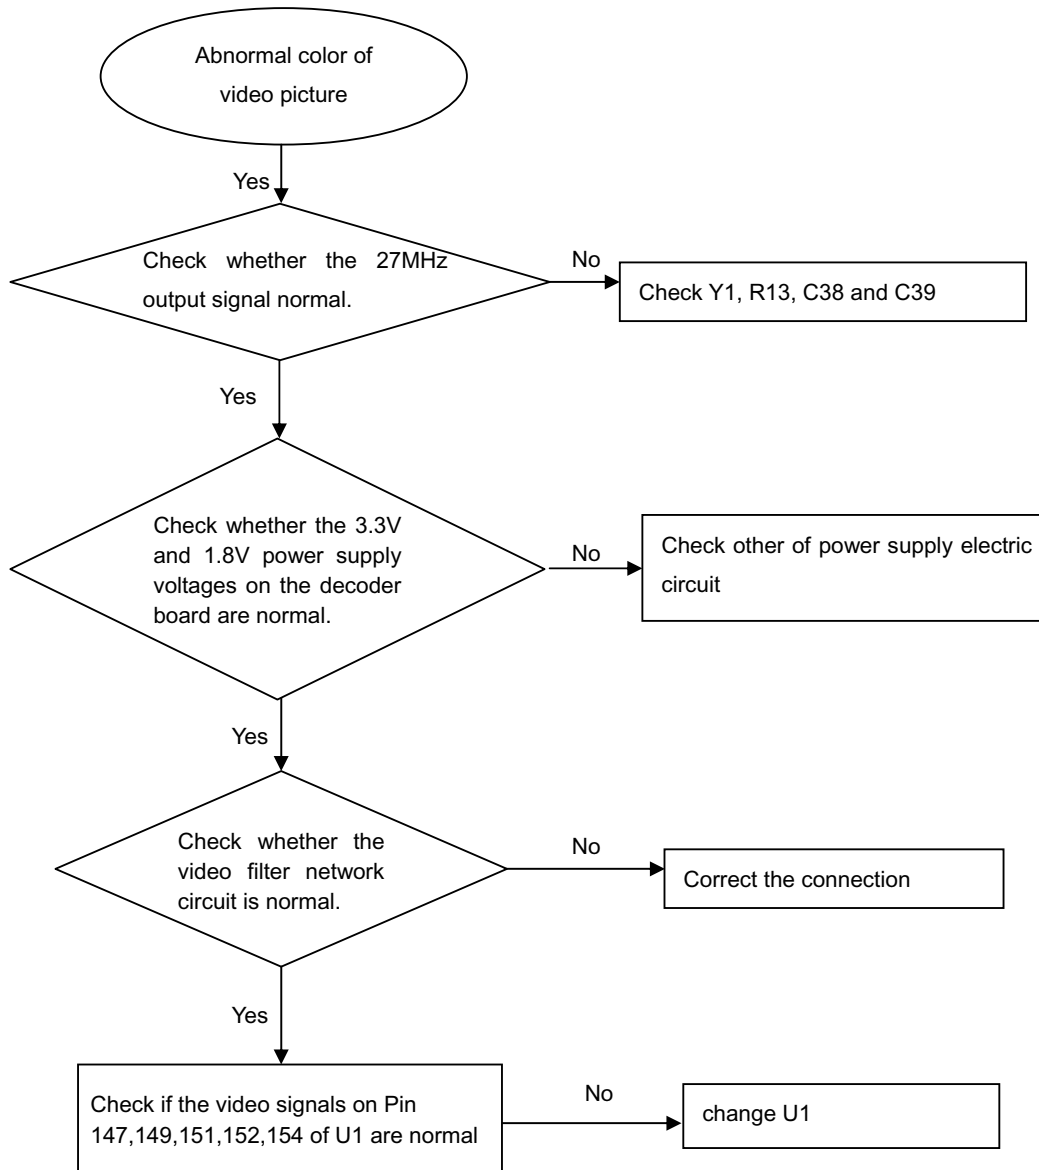 Abnormal color of
video picture
Yes
Check whether the 27MHz
output signal normal.
No
Check Y1, R13, C38 and C39
Yes
Check whether the 3.3V
and 1.8V power supply
voltages on the decoder
board are normal.
No
Check other of power supply electric
circuit
Yes
Check whether the
video filter network
circuit is normal.
No
Correct the connection
Yes
Check if the video signals on Pin
147,149,151,152,154 of U1 are normal
No
change U1